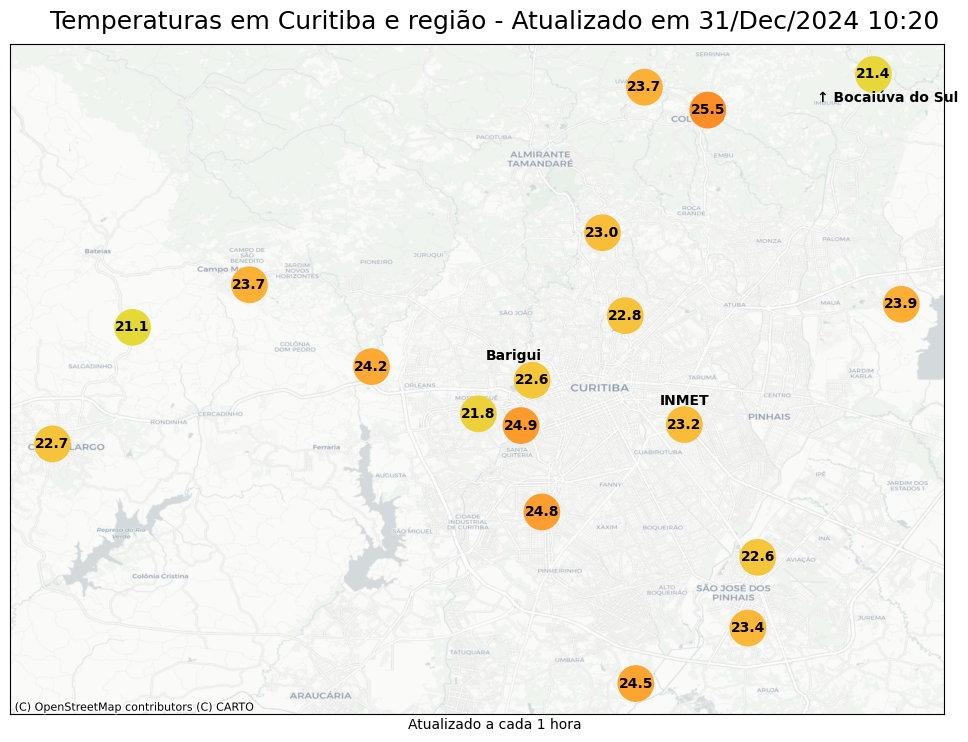 Temperaturas em Curitiba e região - Atualizado em 31/Dec/2024 10:20
SERRINHA
21.4
23.7
↑ Bocaiúva do Sul
25.5
PACOTUBA
ALMIRANTE
TAMANDARÉ
EMBU
ROÇA
GRANDE
23.0
MONZA
PALOMA
Bateias
CAMPO DE
SÃO
BENEDITO
JURUQUI
PIONEIRO
JARDIM
NOVOS
HORIZONTES
23.7
MAUÁ
23.9
ATUBA
SÃO JOÃO
22.8
21.1
COLÔNIA
DOM PEDRO
Barigui
SALGADINHO
24.2
22.6
JARDIM
KARLA
TARUMÃ
ORLEANS
CURITIBA
CENTRO
INMET
21.8
CERCADINHO
PINHAIS
RONDINHA
24.9
23.2
22.7
Ferraria
SANTA
QUITÉRIA
GUABIROTUBA
AUGUSTA
IPÊ
FANNY
JARDIM DOS
ESTADOS I
24.8
CIDADE
INDUSTRIAL
DE CURITIBA
SÃO MIGUEL
XAXIM
BOQUEIRÃO
Represa do Rio
Verde
INÁ
22.6
AVIAÇÃO
PINHEIRINHO
Colônia Cristina
ALTO
BOQUEIRÃO
SÃO JOSÉ DOS
PINHAIS
JUREMA
23.4
TATUQUARA
UMBARÁ
24.5
ARUJÁ
ARAUCÁRIA
(C) OpenStreetMap contributors (C) CARTO
Atualizado a cada 1 hora